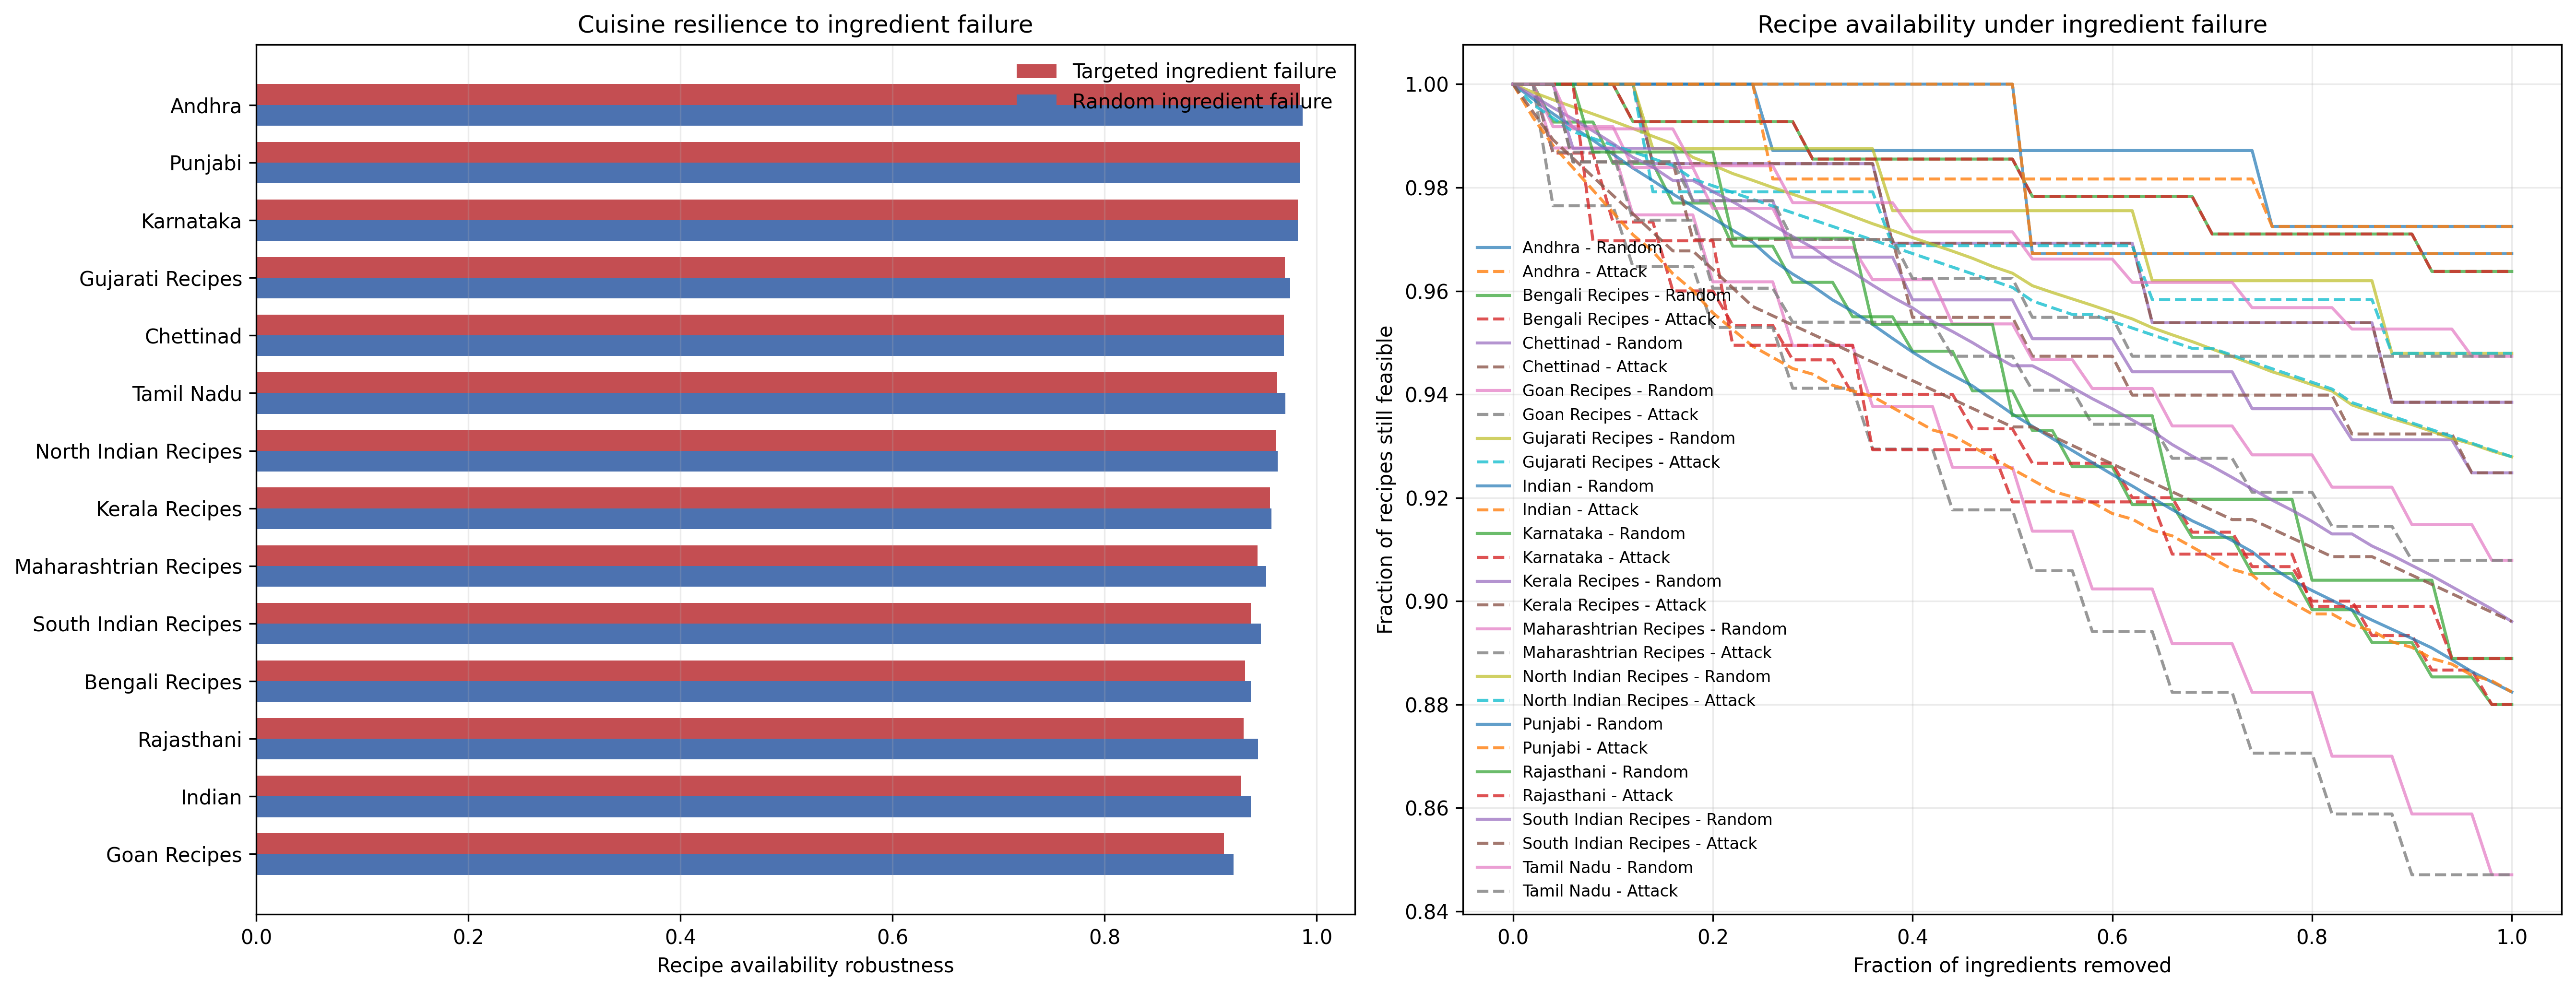 Cuisine resilience to ingredient failure
Targeted ingredient failure
Random ingredient failure
Andhra
Punjabi
Karnataka
Gujarati Recipes
Chettinad
Tamil Nadu
North Indian Recipes
Kerala Recipes
Maharashtrian Recipes
South Indian Recipes
Bengali Recipes
Rajasthani
Indian
Goan Recipes
0.0 0.2 0.4 0.6 0.8 1.0
Recipe availability robustness
Recipe availability under ingredient failure
Fraction of recipes still feasible
1.00
0.98
0.96
0.94
0.92
0.90
0.88
0.86
0.84
Andhra - Random
Andhra - Attack
Bengali Recipes - Random
Bengali Recipes - Attack
Chettinad - Random
Chettinad - Attack
Goan Recipes - Random
Goan Recipes - Attack
Gujarati Recipes - Random
Gujarati Recipes - Attack
Indian - Random
Indian - Attack
Karnataka - Random
Karnataka - Attack
Kerala Recipes - Random
Kerala Recipes - Attack
Maharashtrian Recipes - Random
Maharashtrian Recipes - Attack
North Indian Recipes - Random
North Indian Recipes - Attack
Punjabi - Random
Punjabi - Attack
Rajasthani - Random
Rajasthani - Attack
South Indian Recipes - Random
South Indian Recipes - Attack
Tamil Nadu - Random
Tamil Nadu - Attack
0.0 0.2 0.4 0.6 0.8 1.0
Fraction of ingredients removed